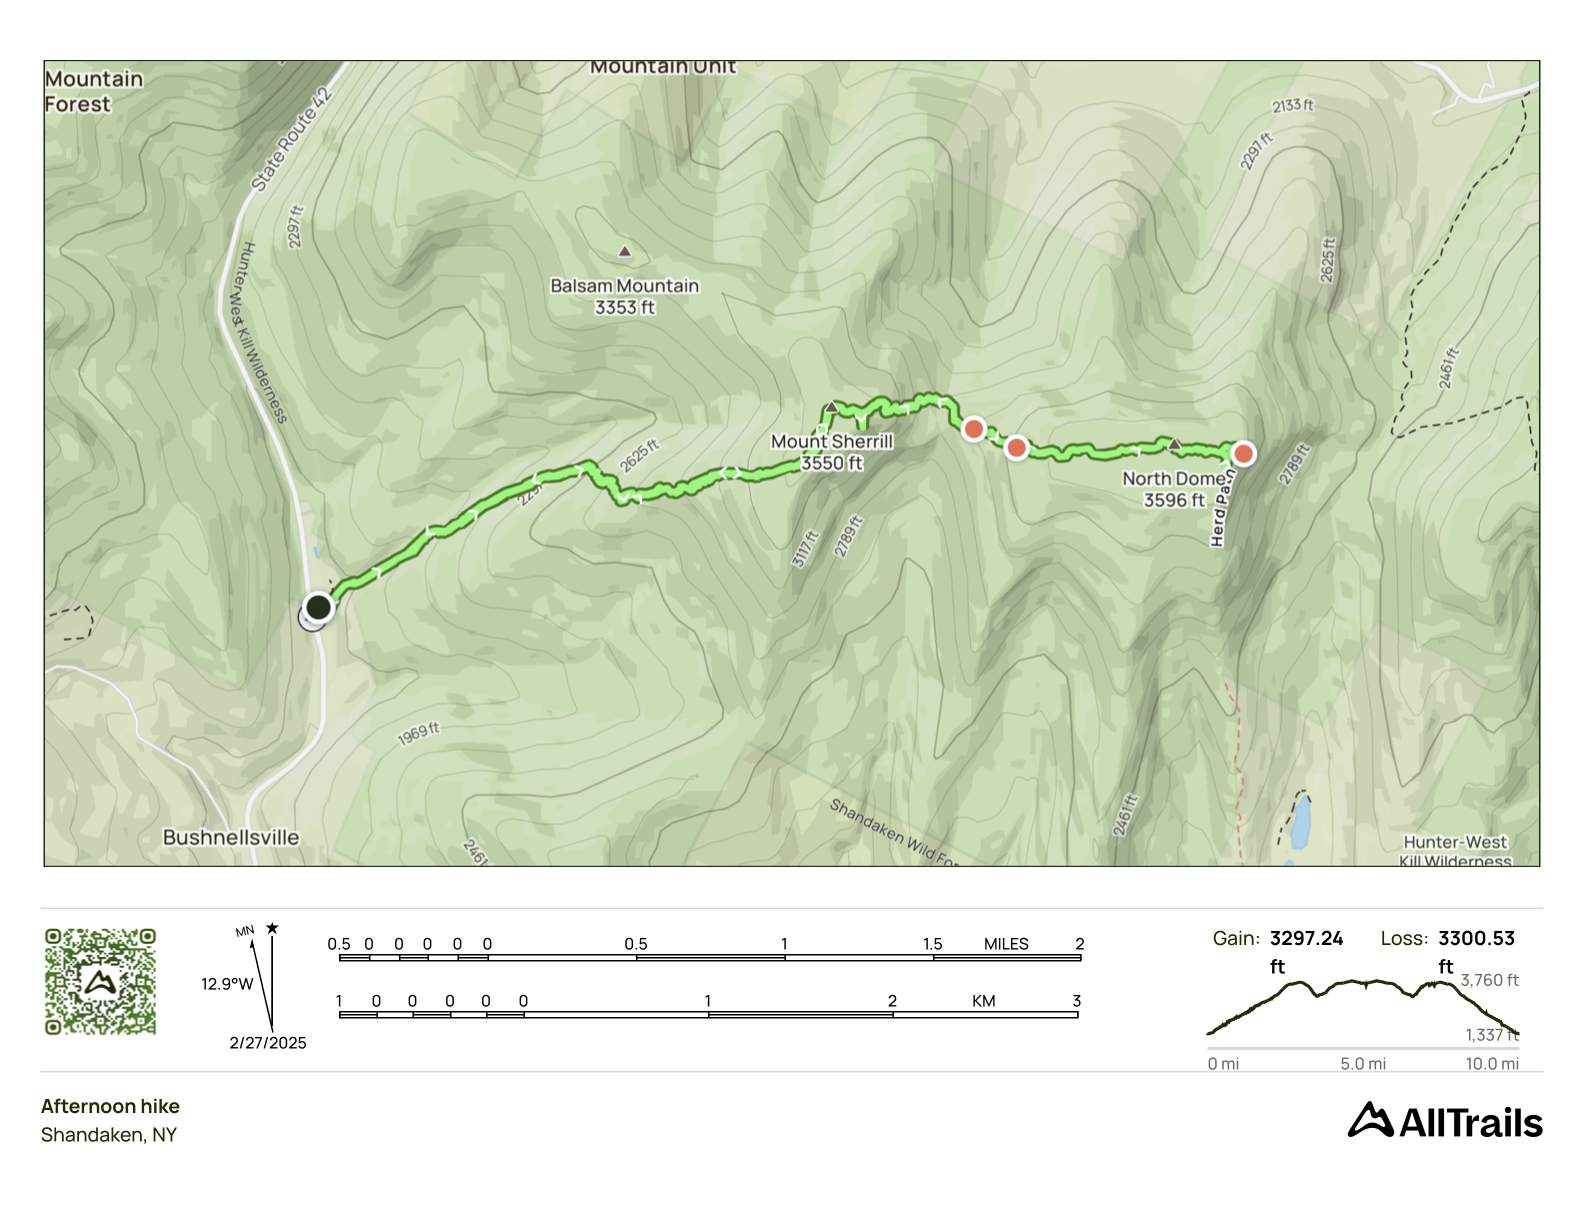 Mountain
Forest
Mountain Unit
State Route 42
2133 ft
2297 ft
2297 ft
Hunter-West Kill Wilderness
2625 ft
Balsam Mountain
3353 ft
2461 ft
Mount Sherrill
3550 ft
2625 ft
2789 ft
North Dome
3596 ft
Herd Path
3117 ft
2789 ft
1969 ft
Bushnellsville
2461
Shandaken Wild For
2461 ft
Hunter-West
Kill Wilderness
MN
12.9°W
2/27/2025
0.5 0 0 0 0 0 0.5 1 1.5 MILES 2
1 0 0 0 0 0 1 2 KM 3
Gain: 3297.24 ft
Loss: 3300.53 ft
3,760 ft
1,337 ft
0 mi 5.0 mi 10.0 mi
Afternoon hike
Shandaken, NY
AllTrails